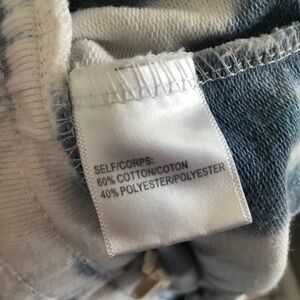 SELF/CORPS:
60% COTTON/COTON
40% POLYESTER/POLYESTER